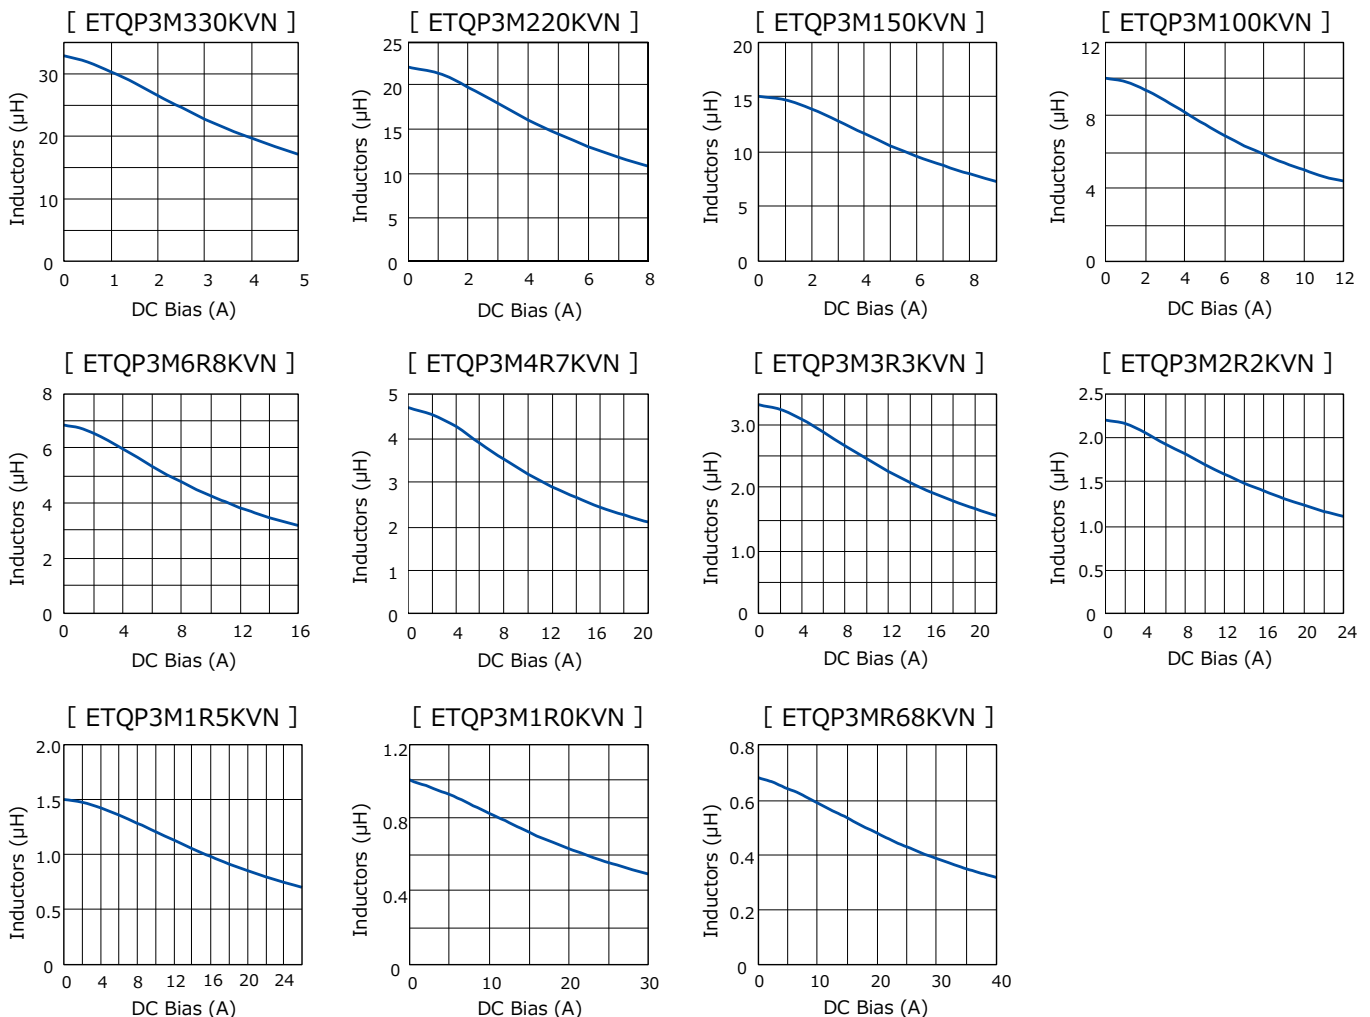 [ ETQP3M330KVN ]
Inductors (µH)
30
20
10
0
0 1 2 3 4 5
DC Bias (A)
[ ETQP3M220KVN ]
Inductors (µH)
25
20
15
10
5
0
0 2 4 6 8
DC Bias (A)
[ ETQP3M150KVN ]
Inductors (µH)
20
15
10
5
0
0 2 4 6 8
DC Bias (A)
[ ETQP3M100KVN ]
Inductors (µH)
12
8
4
0
0 2 4 6 8 10 12
DC Bias (A)
[ ETQP3M6R8KVN ]
Inductors (µH)
8
6
4
2
0
0 4 8 12 16
DC Bias (A)
[ ETQP3M4R7KVN ]
Inductors (µH)
5
4
3
2
1
0
0 4 8 12 16 20
DC Bias (A)
[ ETQP3M3R3KVN ]
Inductors (µH)
3.0
2.0
1.0
0
0 4 8 12 16 20
DC Bias (A)
[ ETQP3M2R2KVN ]
Inductors (µH)
2.5
2.0
1.5
1.0
0.5
0
0 4 8 12 16 20 24
DC Bias (A)
[ ETQP3M1R5KVN ]
Inductors (µH)
2.0
1.5
1.0
0.5
0
0 4 8 12 16 20 24
DC Bias (A)
[ ETQP3M1R0KVN ]
Inductors (µH)
1.2
0.8
0.4
0
0 10 20 30
DC Bias (A)
[ ETQP3MR68KVN ]
Inductors (µH)
0.8
0.6
0.4
0.2
0
0 10 20 30 40
DC Bias (A)